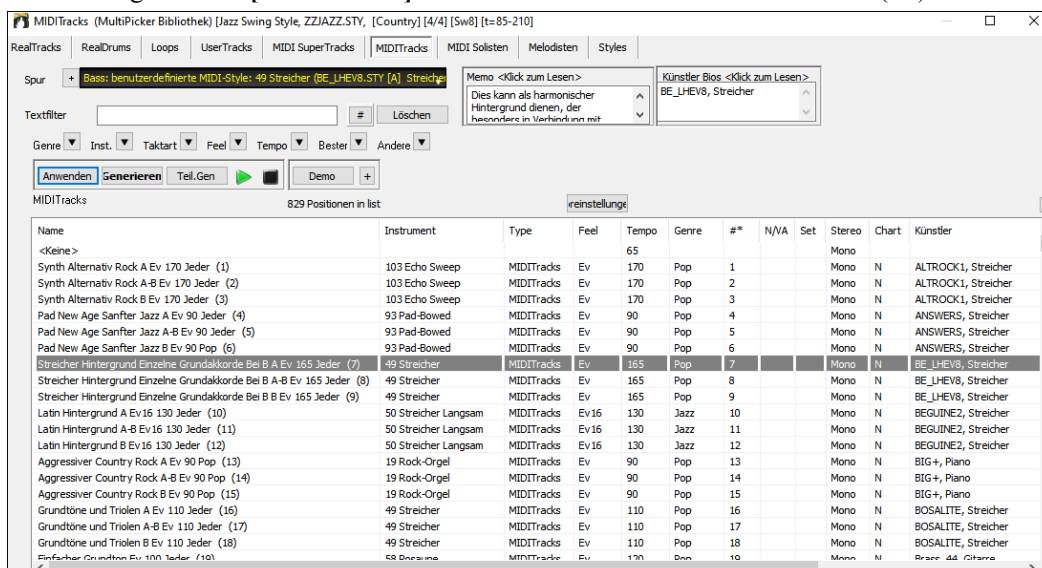 MIDITracks (MultiPicker Bibliothek) [Jazz Swing Style, ZZJAZZ.STY, [Country] [4/4] [Sw8] [t=85-210]
RealTracks RealDrums Loops UserTracks MIDI SuperTracks MIDITracks MIDI Solisten Melodisten Styles
Spur + Bass: benutzerdefinierte MIDI-Style: 49 Streicher (BE_LHEV8.STY [A] Memo <Klick zum Lesen> Künstler Bios <Klick zum Lesen>
Dies kann als harmonischer BE_LHEV8, Streicher
Hintergrund dienen, der
besonders in Verbindung mit
Textfilter # Löschen
Genre Inst. Taktart Feel Tempo Bester Andere
Anwenden Generieren Teil.Gen Demo +
MIDITracks 829 Positionen in list reinstellunge
Name Instrument Type Feel Tempo Genre #* N/VA Set Stereo Chart Künstler
<Keine> 65 Mono
Synth Alternativ Rock A Ev 170 Jeder (1) 103 Echo Sweep MIDITracks Ev 170 Pop 1 Mono N ALTROCK1, Streicher
Synth Alternativ Rock A-B Ev 170 Jeder (2) 103 Echo Sweep MIDITracks Ev 170 Pop 2 Mono N ALTROCK1, Streicher
Synth Alternativ Rock B Ev 170 Jeder (3) 103 Echo Sweep MIDITracks Ev 170 Pop 3 Mono N ALTROCK1, Streicher
Pad New Age Sanfter Jazz A Ev 90 Jeder (4) 93 Pad-Bowed MIDITracks Ev 90 Pop 4 Mono N ANSWERS, Streicher
Pad New Age Sanfter Jazz A-B Ev 90 Jeder (5) 93 Pad-Bowed MIDITracks Ev 90 Pop 5 Mono N ANSWERS, Streicher
Pad New Age Sanfter Jazz B Ev 90 Pop (6) 93 Pad-Bowed MIDITracks Ev 90 Pop 6 Mono N ANSWERS, Streicher
Streicher Hintergrund Einzelne Grundakkorde Bei B A Ev 165 Jeder (7) 49 Streicher MIDITracks Ev 165 Pop 7 Mono N BE_LHEV8, Streicher
Streicher Hintergrund Einzelne Grundakkorde Bei B A-B Ev 165 Jeder (8) 49 Streicher MIDITracks Ev 165 Pop 8 Mono N BE_LHEV8, Streicher
Streicher Hintergrund Einzelne Grundakkorde Bei B B Ev 165 Jeder (9) 49 Streicher MIDITracks Ev 165 Pop 9 Mono N BE_LHEV8, Streicher
Latin Hintergrund A Ev16 130 Jeder (10) 50 Streicher Langsam MIDITracks Ev16 130 Jazz 10 Mono N BEGUINE2, Streicher
Latin Hintergrund A-B Ev16 130 Jeder (11) 50 Streicher Langsam MIDITracks Ev16 130 Jazz 11 Mono N BEGUINE2, Streicher
Latin Hintergrund B Ev16 130 Jeder (12) 50 Streicher Langsam MIDITracks Ev16 130 Jazz 12 Mono N BEGUINE2, Streicher
Aggressiver Country Rock A Ev 90 Pop (13) 19 Rock-Orgel MIDITracks Ev 90 Pop 13 Mono N BIG+, Piano
Aggressiver Country Rock A-B Ev 90 Pop (14) 19 Rock-Orgel MIDITracks Ev 90 Pop 14 Mono N BIG+, Piano
Aggressiver Country Rock B Ev 90 Pop (15) 19 Rock-Orgel MIDITracks Ev 90 Pop 15 Mono N BIG+, Piano
Grundtöne und Triolen A Ev 110 Jeder (16) 49 Streicher MIDITracks Ev 110 Pop 16 Mono N BOSALITE, Streicher
Grundtöne und Triolen A-B Ev 110 Jeder (17) 49 Streicher MIDITracks Ev 110 Pop 17 Mono N BOSALITE, Streicher
Grundtöne und Triolen B Ev 110 Jeder (18) 49 Streicher MIDITracks Ev 110 Pop 18 Mono N BOSALITE, Streicher
Einfacher Grundton Ev 100 Jeder (19) 58 Posaune MIDITracks Ev 120 Pop 19 Mono N Brass_44, Gitarre